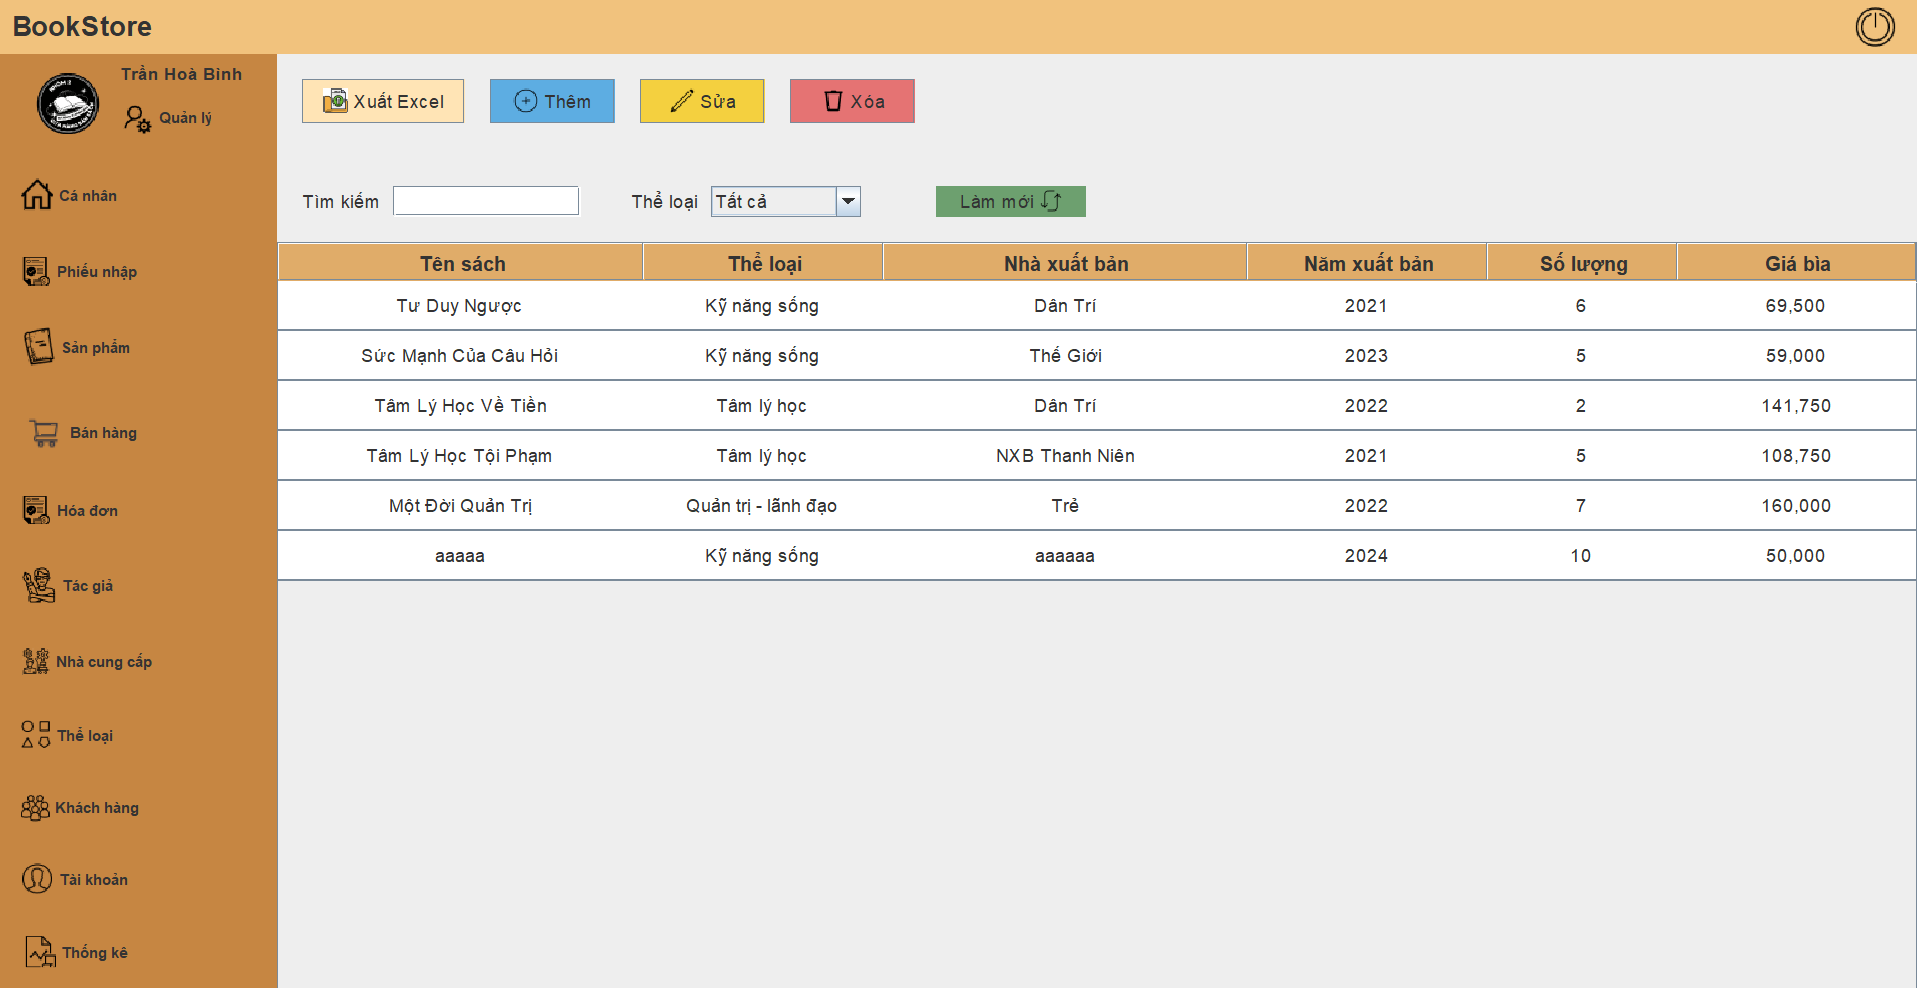 BookStore
Trần Hoà Bình
Quản lý
Cá nhân
Phiếu nhập
Sản phẩm
Bán hàng
Hóa đơn
Tác giả
Nhà cung cấp
Thể loại
Khách hàng
Tài khoản
Thống kê
Xuất Excel Thêm Sửa Xóa
Tìm kiếm Thể loại Tất cả Làm mới
Tên sách Thể loại Nhà xuất bản Năm xuất bản Số lượng Giá bìa
Tư Duy Ngược Kỹ năng sống Dân Trí 2021 6 69,500
Sức Mạnh Của Câu Hỏi Kỹ năng sống Thế Giới 2023 5 59,000
Tâm Lý Học Về Tiền Tâm lý học Dân Trí 2022 2 141,750
Tâm Lý Học Tội Phạm Tâm lý học NXB Thanh Niên 2021 5 108,750
Một Đời Quản Trị Quản trị - lãnh đạo Trẻ 2022 7 160,000
aaaaa Kỹ năng sống aaaaaa 2024 10 50,000